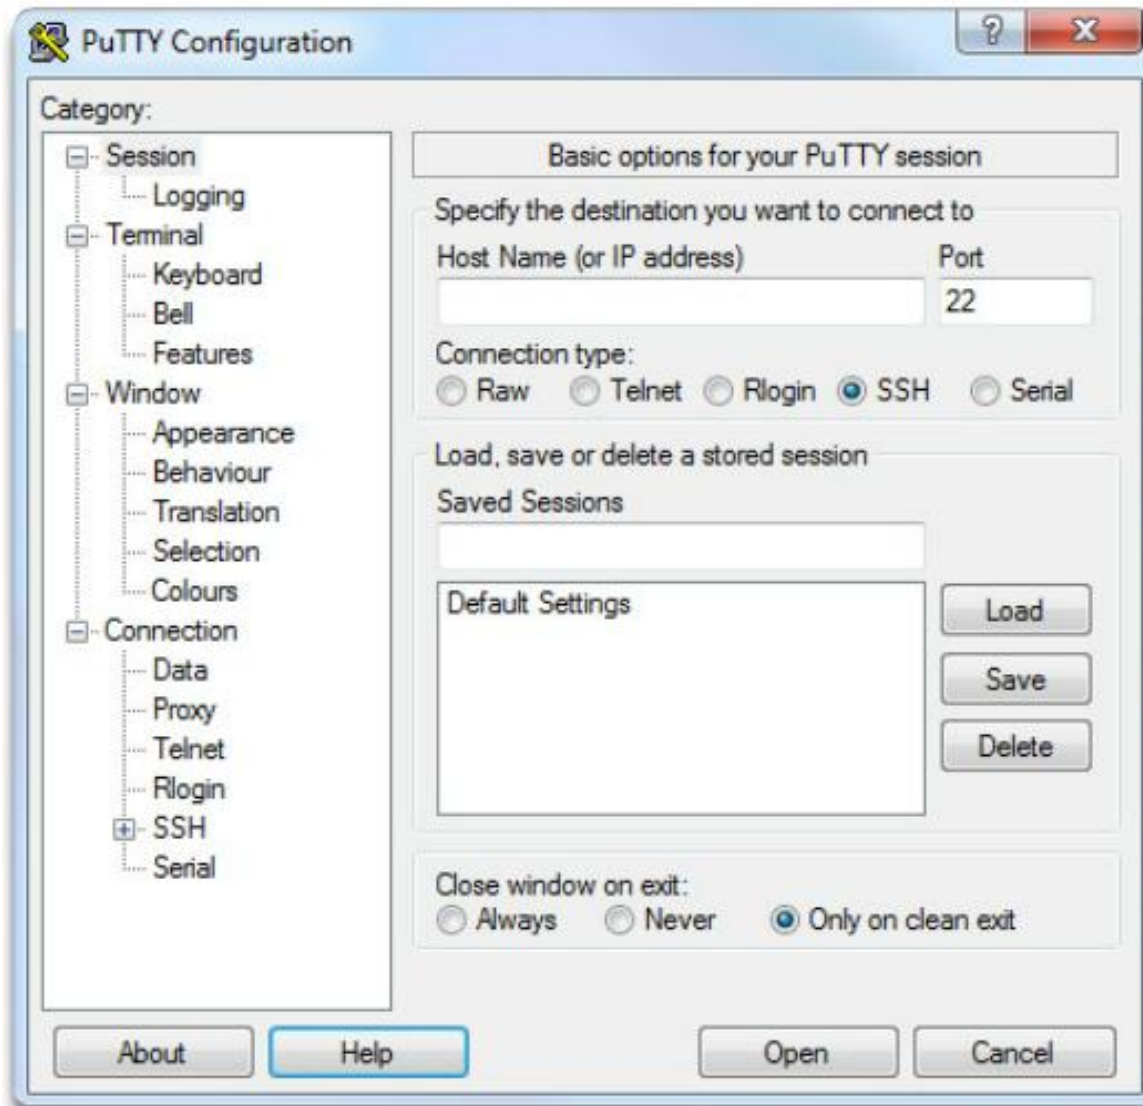 PuTTY Configuration
?
Category:
Session
Logging
Terminal
Keyboard
Bell
Features
Window
Appearance
Behaviour
Translation
Selection
Colours
Connection
Data
Proxy
Telnet
Rlogin
SSH
Serial
Basic options for your PuTTY session
Specify the destination you want to connect to
Host Name (or IP address) Port
22
Connection type:
Raw Telnet Rlogin SSH Serial
Load, save or delete a stored session
Saved Sessions
Default Settings
Load
Save
Delete
Close window on exit:
Always Never Only on clean exit
About Help Open Cancel